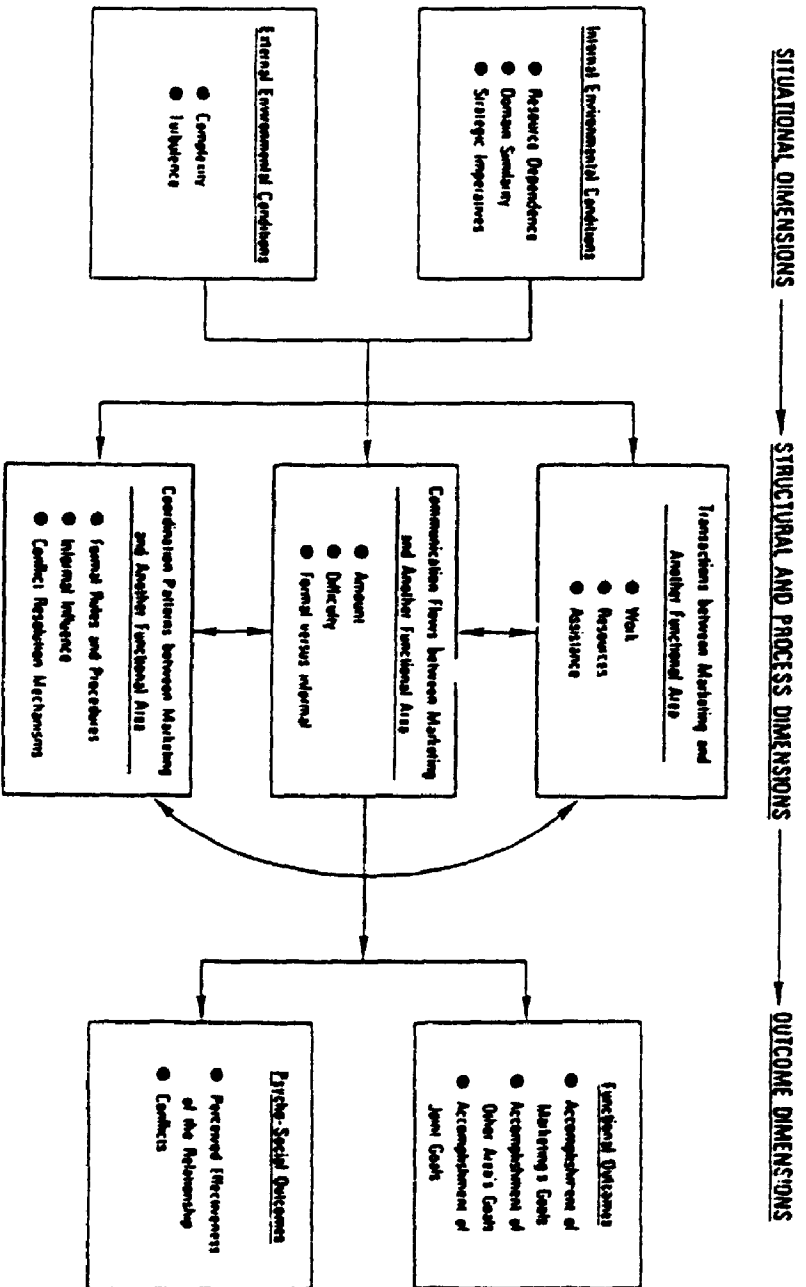 SITUATIONAL DIMENSIONS
STRUCTURAL AND PROCESS DIMENSIONS
OUTCOME DIMENSIONS
Internal Environmental Conditions
Resource Dependence
Domain Similarity
Strategic Imperatives
External Environmental Conditions
Complexity
Turbulence
Transactions between Marketing and
Another Functional Area
Work
Resources
Assistance
Communication Flows between Marketing
and Another Functional Area
Amount
Difficulty
Formal versus informal
Coordination Patterns between Marketing
and Another Functional Area
Formal Rules and Procedures
Informal Influence
Conflict Resolution Mechanisms
Functional Outcomes
Accomplishment of
Marketing's Goals
Accomplishment of
Other Area's Goals
Accomplishment of
Joint Goals
Psycho-Social Outcomes
Perceived Effectiveness
of the Relationship
Conflicts